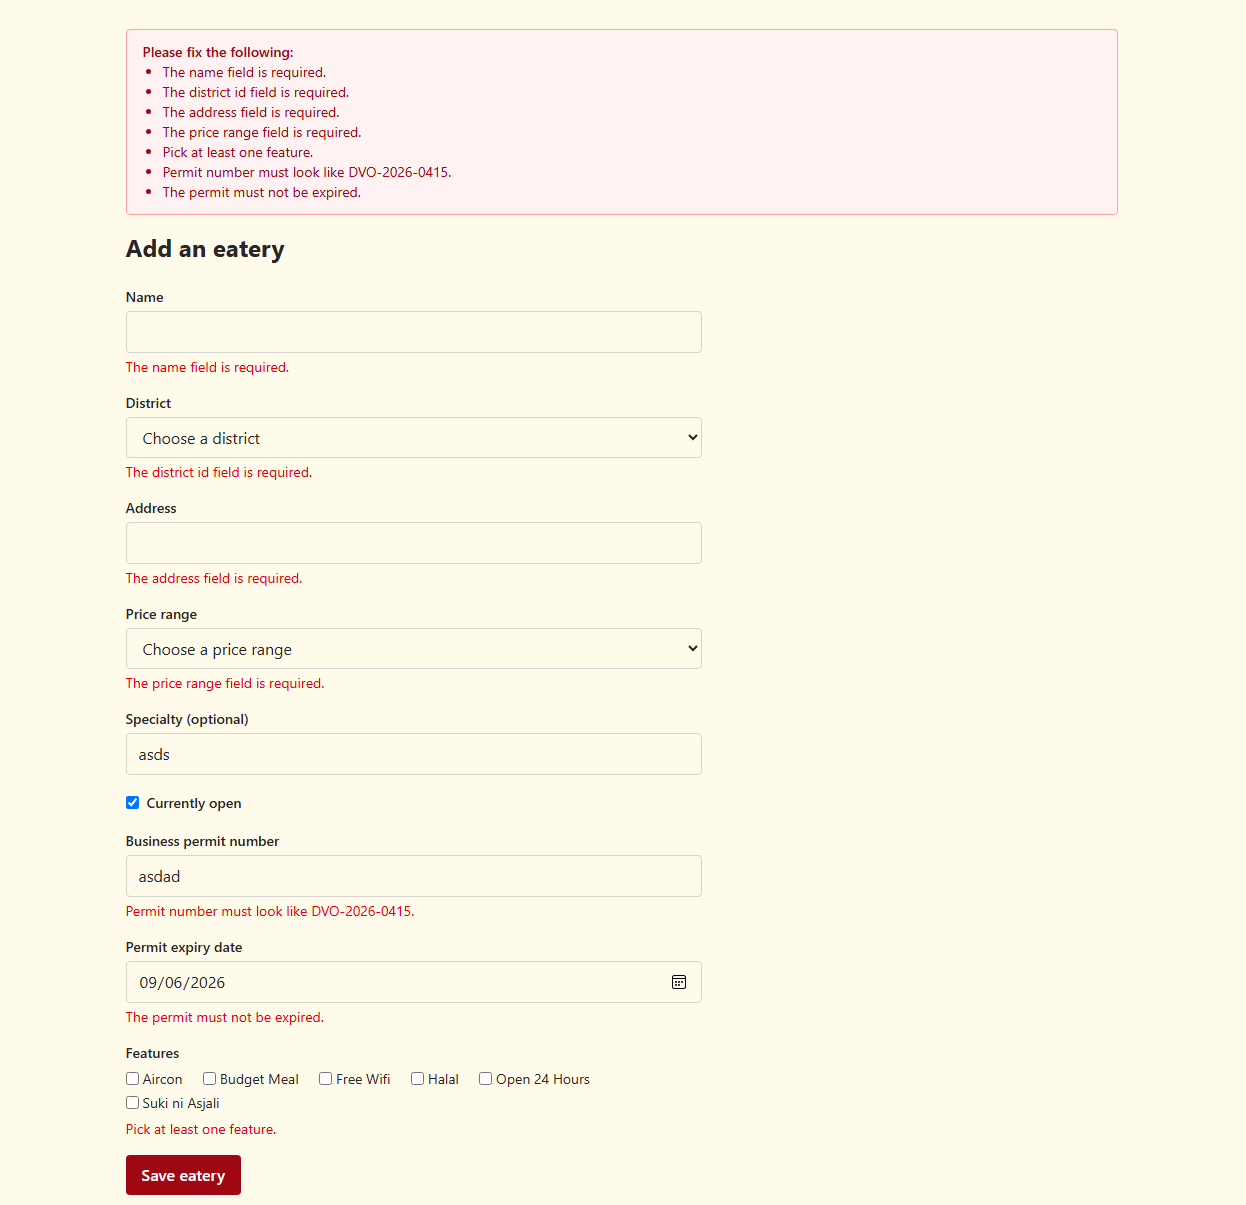 Please fix the following:
The name field is required.
The district id field is required.
The address field is required.
The price range field is required.
Pick at least one feature.
Permit number must look like DVO-2026-0415.
The permit must not be expired.
Add an eatery
Name
The name field is required.
District
Choose a district
The district id field is required.
Address
The address field is required.
Price range
Choose a price range
The price range field is required.
Specialty (optional)
asds
Currently open
Business permit number
asdad
Permit number must look like DVO-2026-0415.
Permit expiry date
09/06/2026
The permit must not be expired.
Features
Aircon Budget Meal Free Wifi Halal Open 24 Hours
Suki ni Asjali
Pick at least one feature.
Save eatery